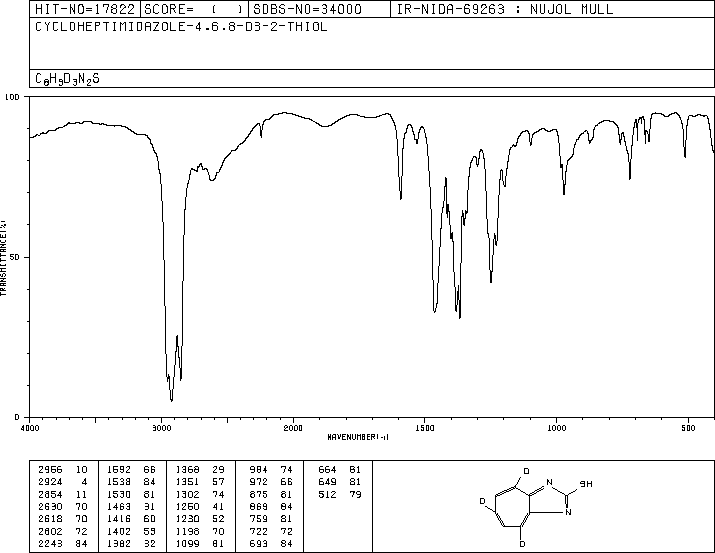 HIT-NO=17822 SCORE= ( ) SDBS-NO=34000 IR-NIDA-69263 : NUJOL MULL
CYCLOHEPTIMIDAZOLE-4,6,8-D3-2-THIOL
C8H3D3N2S
100
TRANSMITTANCE(%)
50
0
4000 3000 2000 1500 1000 500
WAVENUMBER(-1)
2956 10 1592 66 1368 29 984 74 664 81
2924 4 1538 84 1351 57 972 66 649 81
2854 11 1530 81 1302 74 875 81 512 79
2690 70 1463 31 1250 41 869 84
2618 70 1416 60 1230 52 759 81
2602 72 1402 59 1198 70 722 72
2243 84 1382 32 1099 81 693 84
D
N
SH
D
N
D